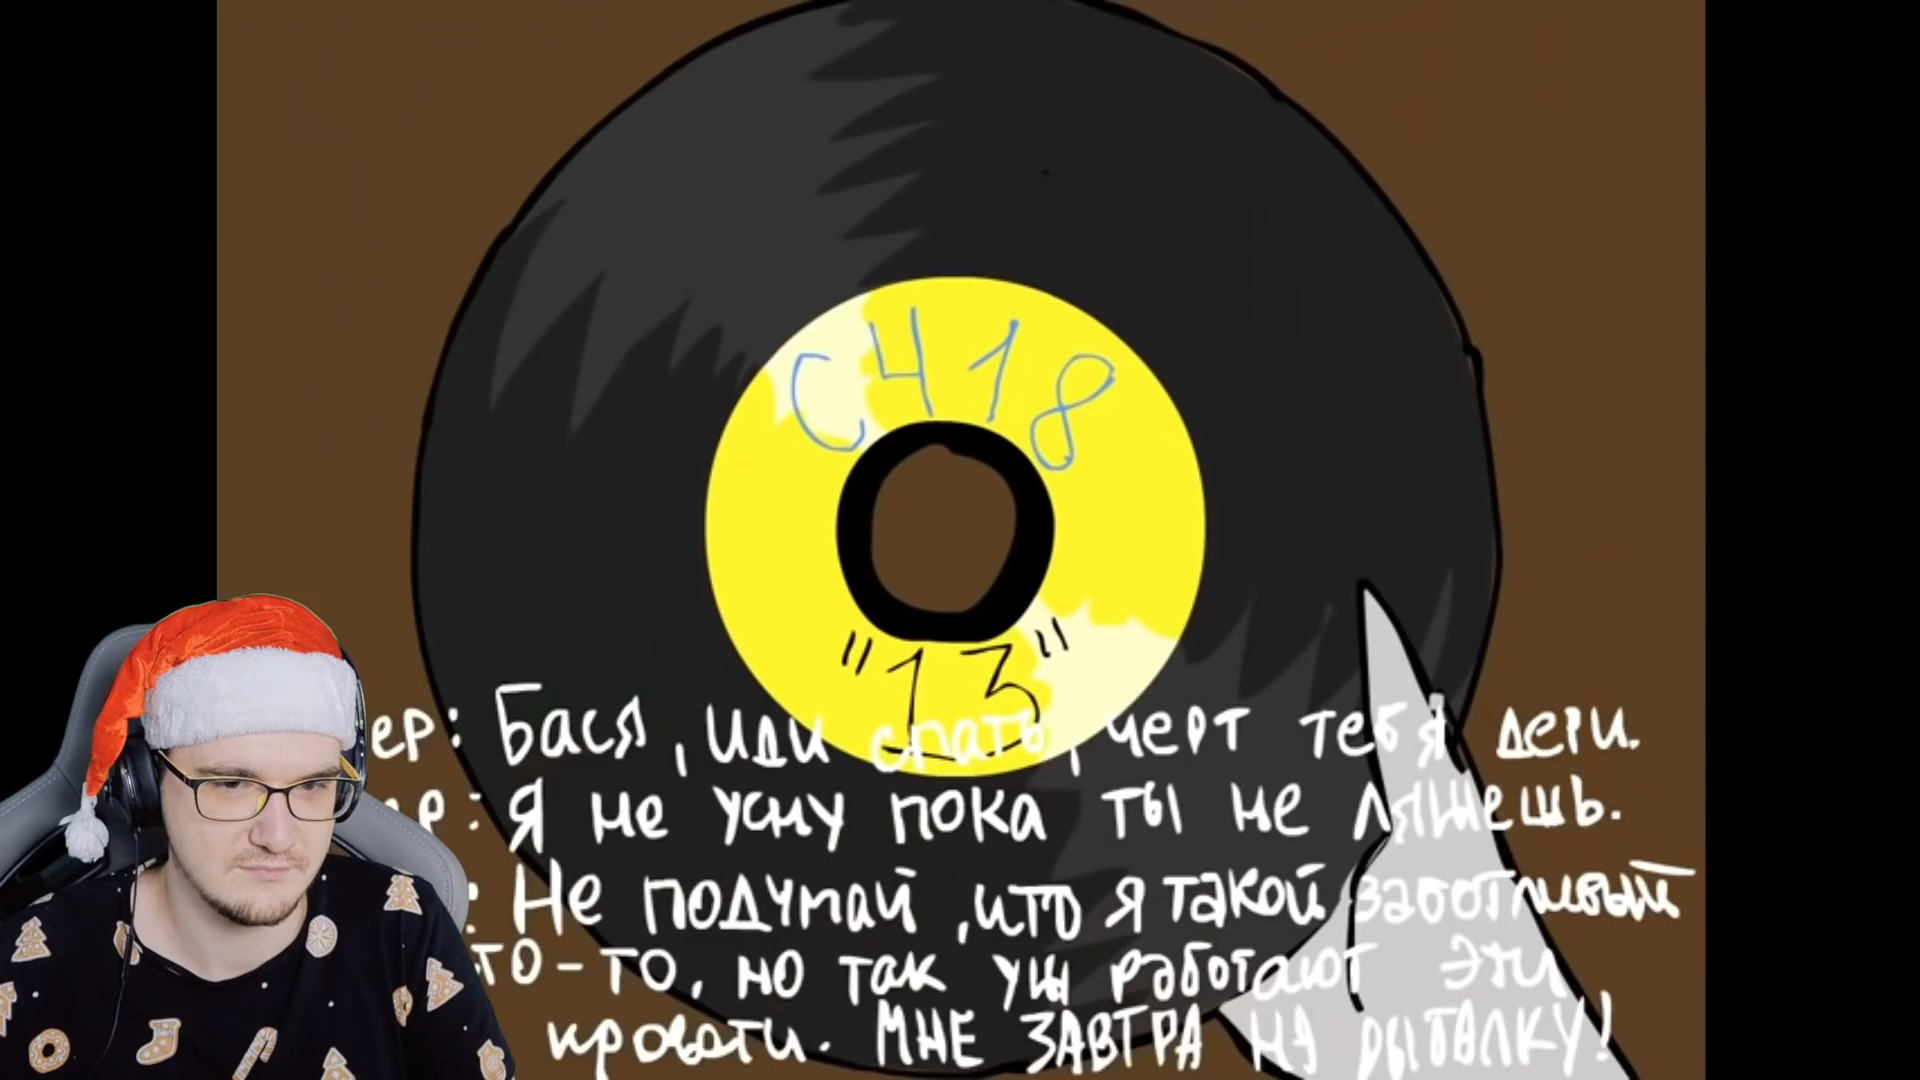 C418
"13"
ер: Бася, иди спать, черт тебя дери.
ер: Я не усну пока ты не ляжешь.
: Не подумай, что я такой заботливый
то-то, но так уж работают эти
кровати. МНЕ ЗАВТРА НА РЫБАЛКУ!